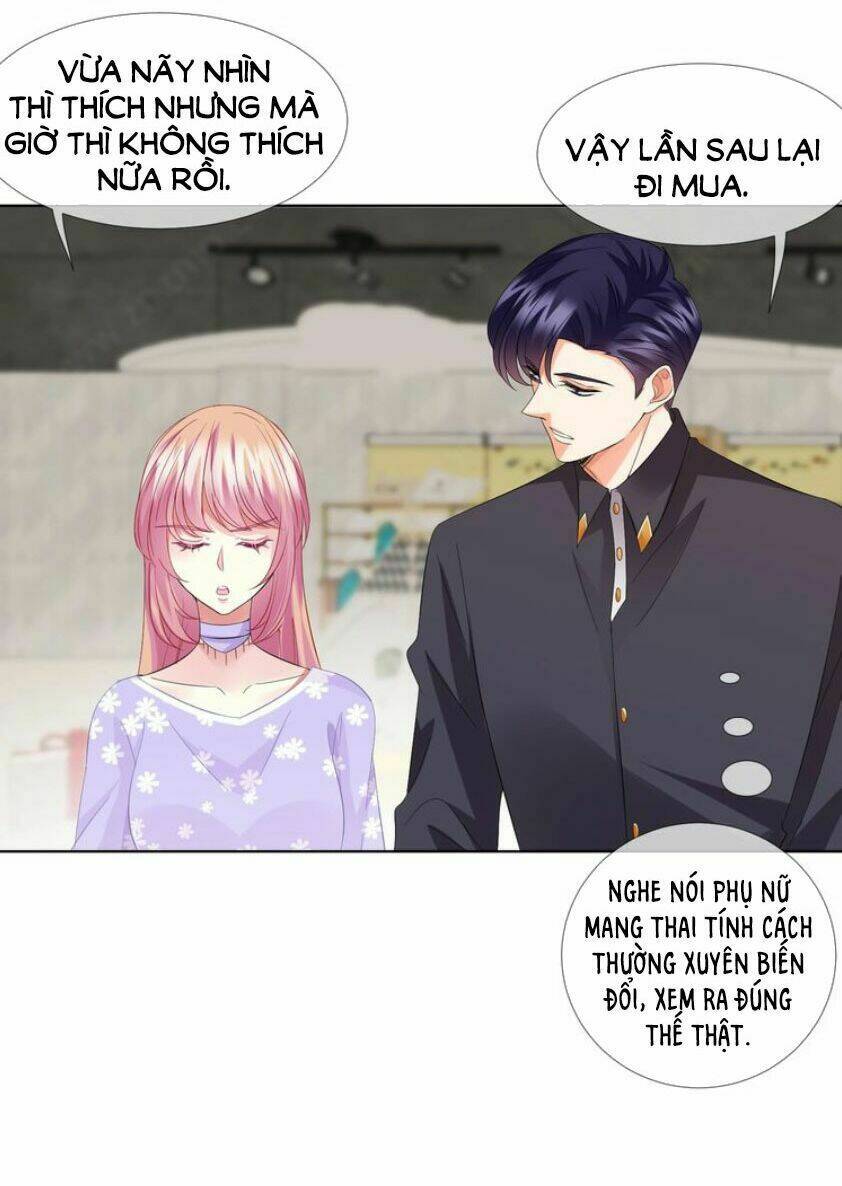 VỪA NÃY NHÌN
THÌ THÍCH NHƯNG MÀ
GIỜ THÌ KHÔNG THÍCH
NỮA RỒI.
VẬY LẦN SAU LẠI
ĐI MUA.
NGHE NÓI PHỤ NỮ
MANG THAI TÍNH CÁCH
THƯỜNG XUYÊN BIẾN
ĐỔI, XEM RA ĐÚNG
THẾ THẬT.